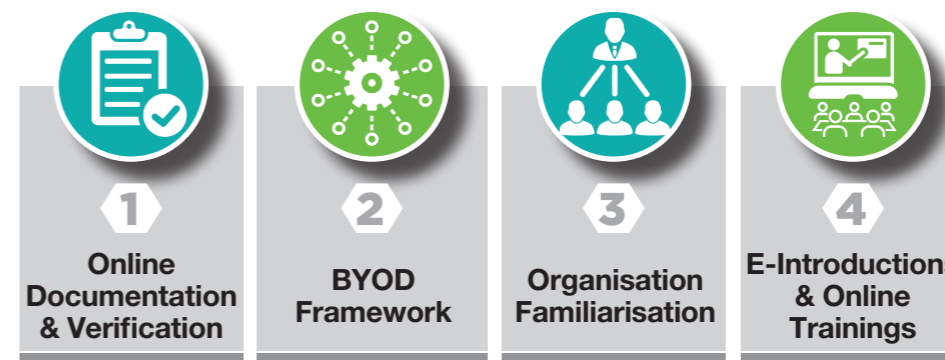 1
Online
Documentation
& Verification
2
BYOD
Framework
3
Organisation
Familiarisation
4
E-Introductions
& Online
Trainings